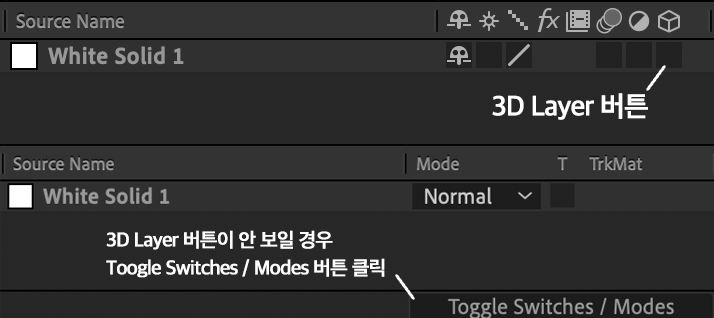 Source Name
White Solid 1
3D Layer 버튼
Source Name Mode T TrkMat
White Solid 1 Normal
3D Layer 버튼이 안 보일 경우
Toogle Switches / Modes 버튼 클릭
Toggle Switches / Modes